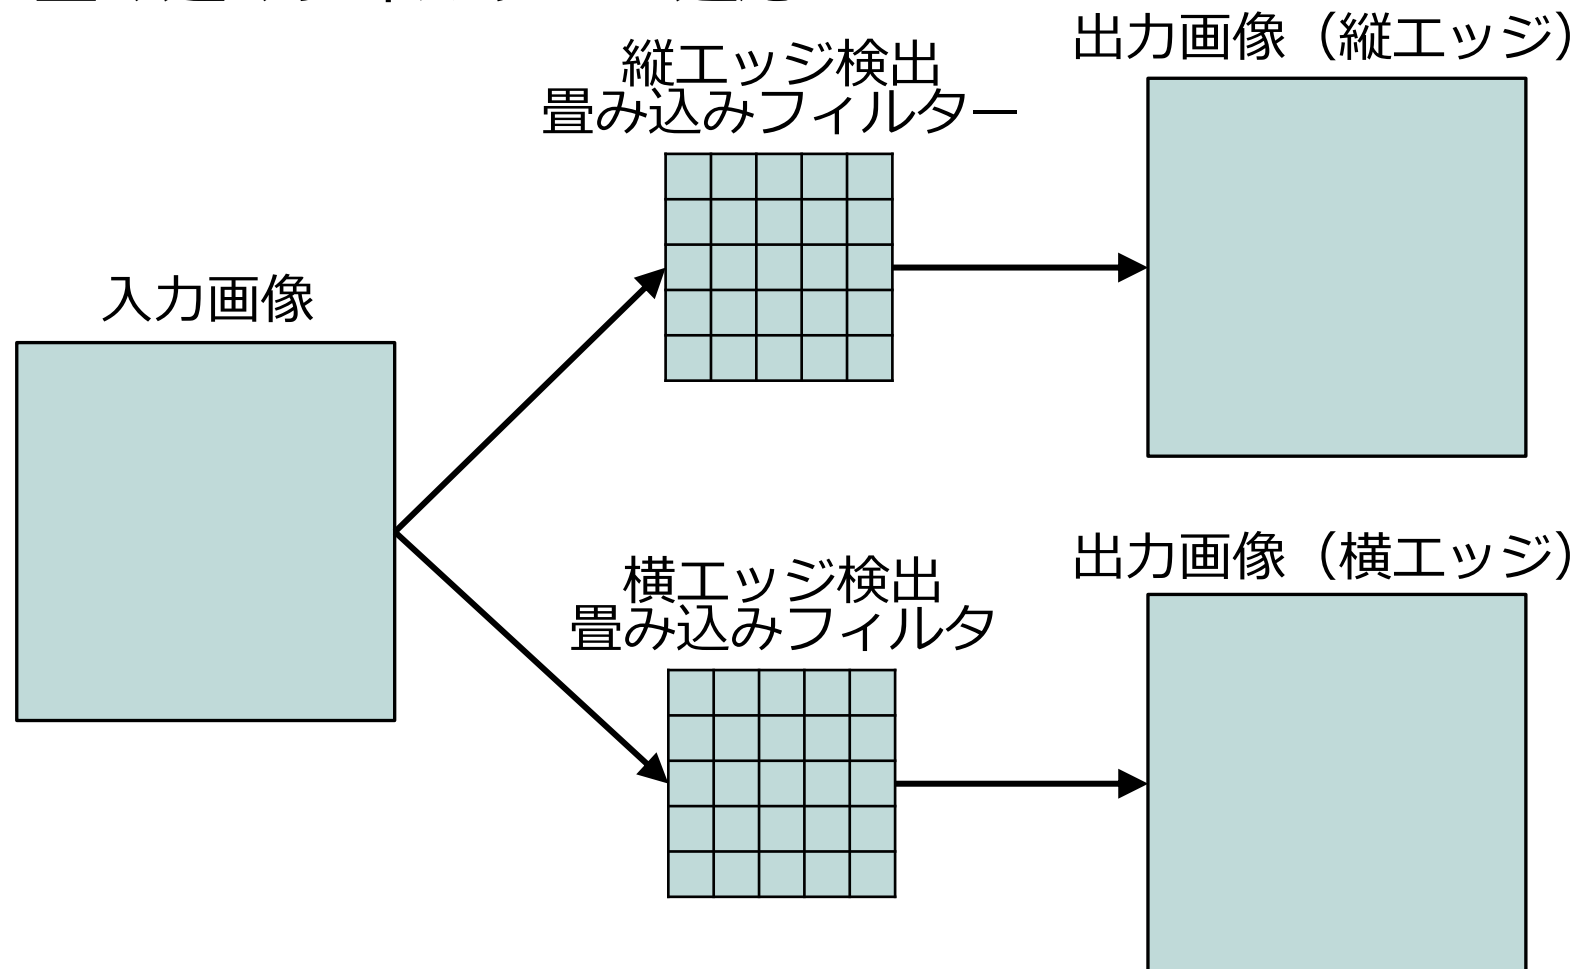 縦エッジ検出
畳み込みフィルター
出力画像（縦エッジ）
入力画像
横エッジ検出
畳み込みフィルタ
出力画像（横エッジ）